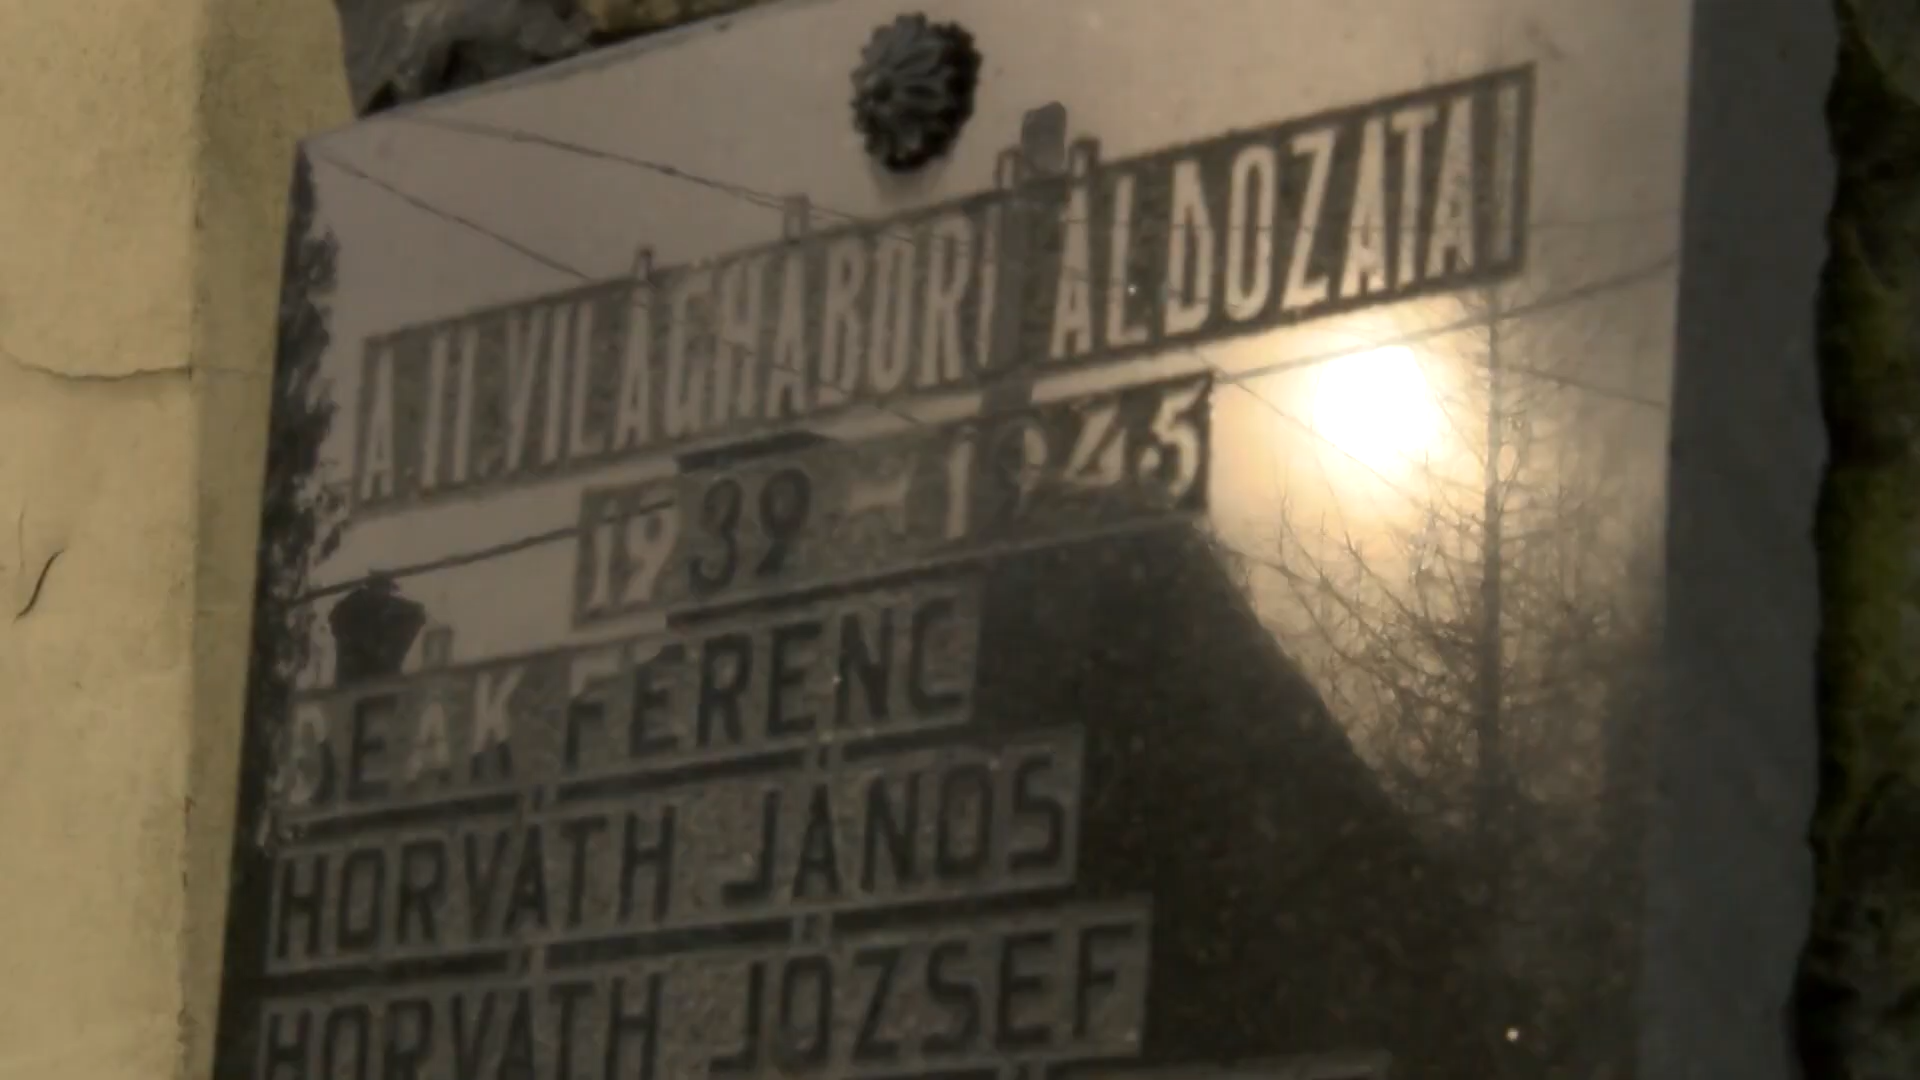 A II. VILÁGHÁBORÚ ÁLDOZATAI
1939 - 1945
DEÁK FERENC
HORVÁTH JÁNOS
HORVÁTH JÓZSEF